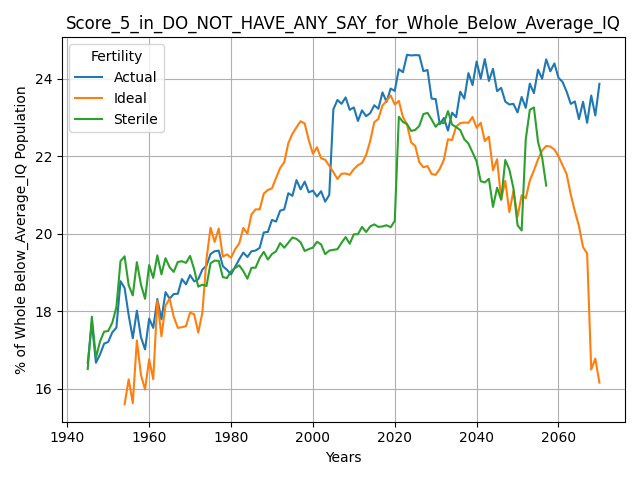 Score_5_in_DO_NOT_HAVE_ANY_SAY_for_Whole_Below_Average_IQ
Fertility
Actual
Ideal
Sterile
% of Whole Below_Average_IQ Population
24
22
20
18
16
1940
1960
1980
2000
2020
2040
2060
Years